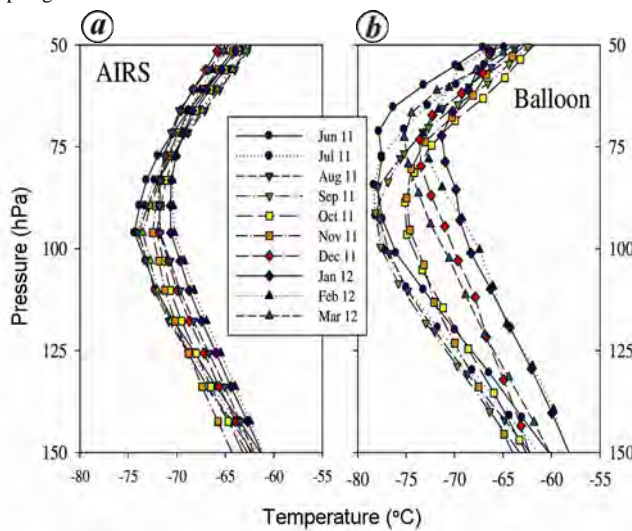 a b
50 50
AIRS Balloon
Jun 11
Jul 11
Aug 11
Sep 11
Oct 11
Nov 11
Dec 11
Jan 12
Feb 12
Mar 12
75 75
100 100
125 125
150 150
Pressure (hPa)
-80 -75 -70 -65 -60 -55 -80 -75 -70 -65 -60 -55
Temperature (oC)